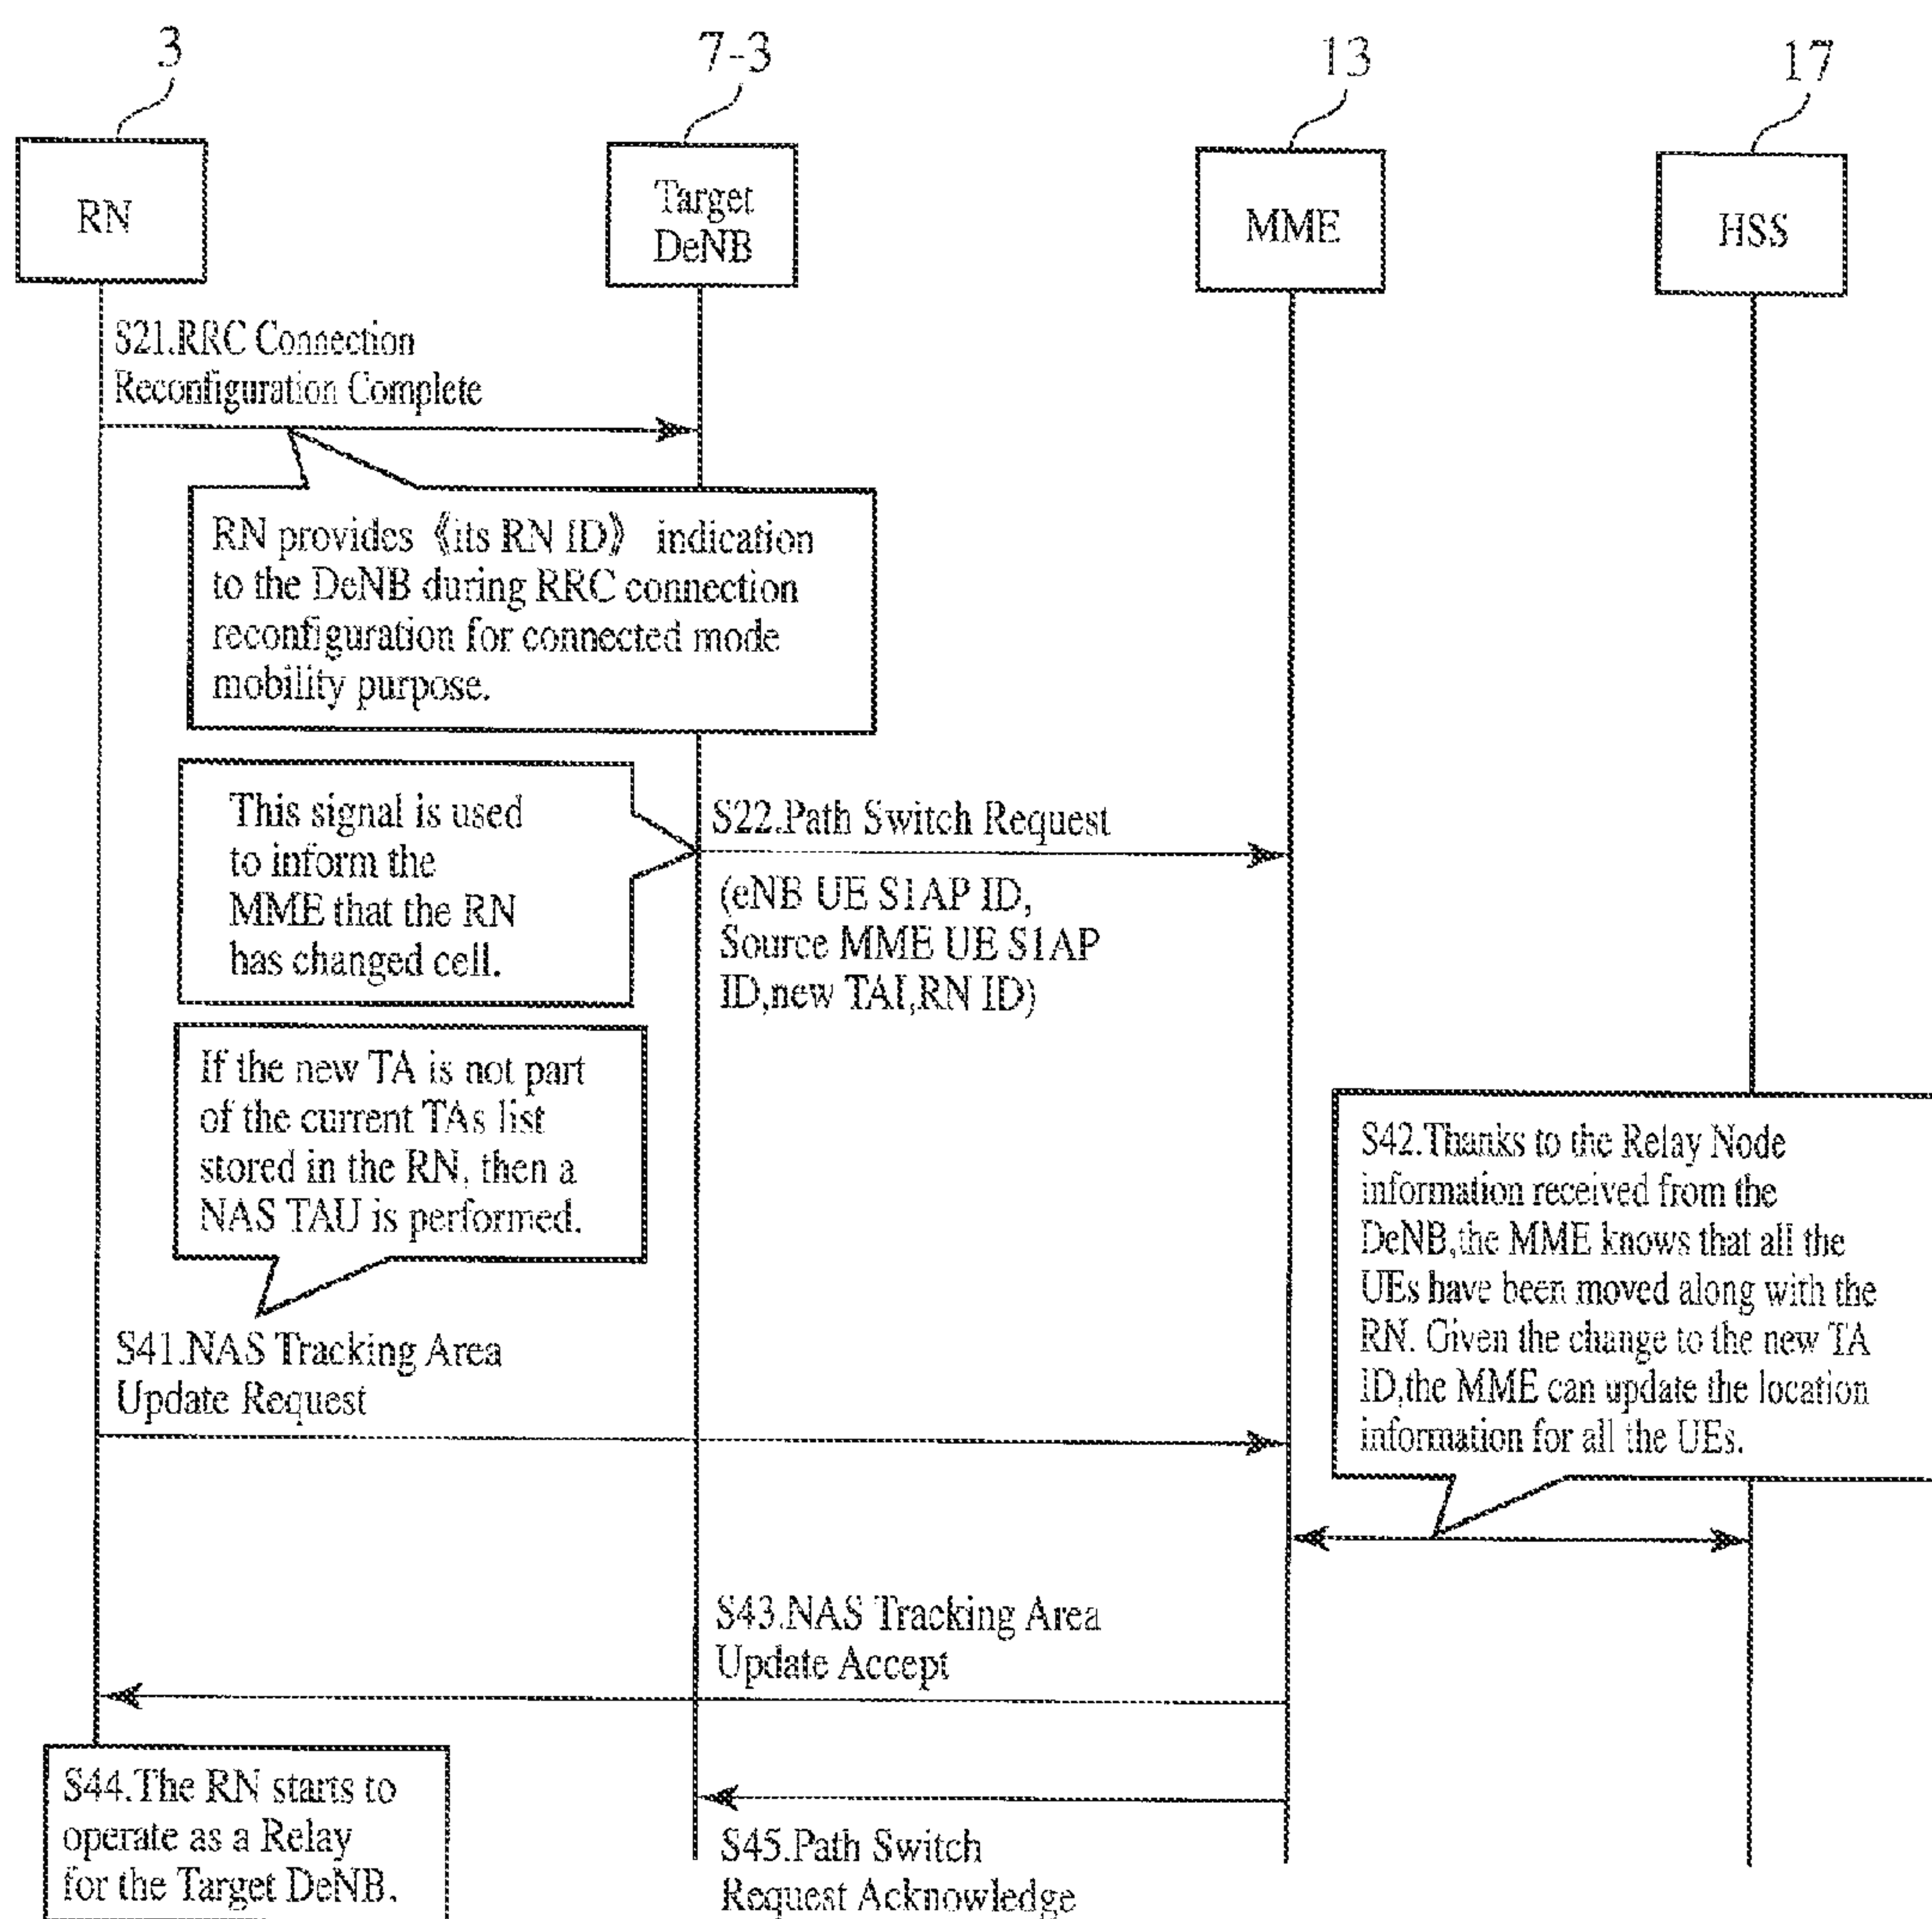 3
7-3
13
17
RN
Target
DeNB
MME
HSS
S21.RRC Connection
Reconfiguration Complete
RN provides 《its RN ID》 indication
to the DeNB during RRC connection
reconfiguration for connected mode
mobility purpose.
This signal is used
to inform the
MME that the RN
has changed cell.
S22.Path Switch Request
(eNB UE S1AP ID,
Source MME UE S1AP
ID,new TAI,RN ID)
If the new TA is not part
of the current TAs list
stored in the RN, then a
NAS TAU is performed.
S42.Thanks to the Relay Node
information received from the
DeNB,the MME knows that all the
UEs have been moved along with the
RN. Given the change to the new TA
ID,the MME can update the location
information for all the UEs.
S41.NAS Tracking Area
Update Request
S43.NAS Tracking Area
Update Accept
S44.The RN starts to
operate as a Relay
for the Target DeNB.
S45.Path Switch
Request Acknowledge